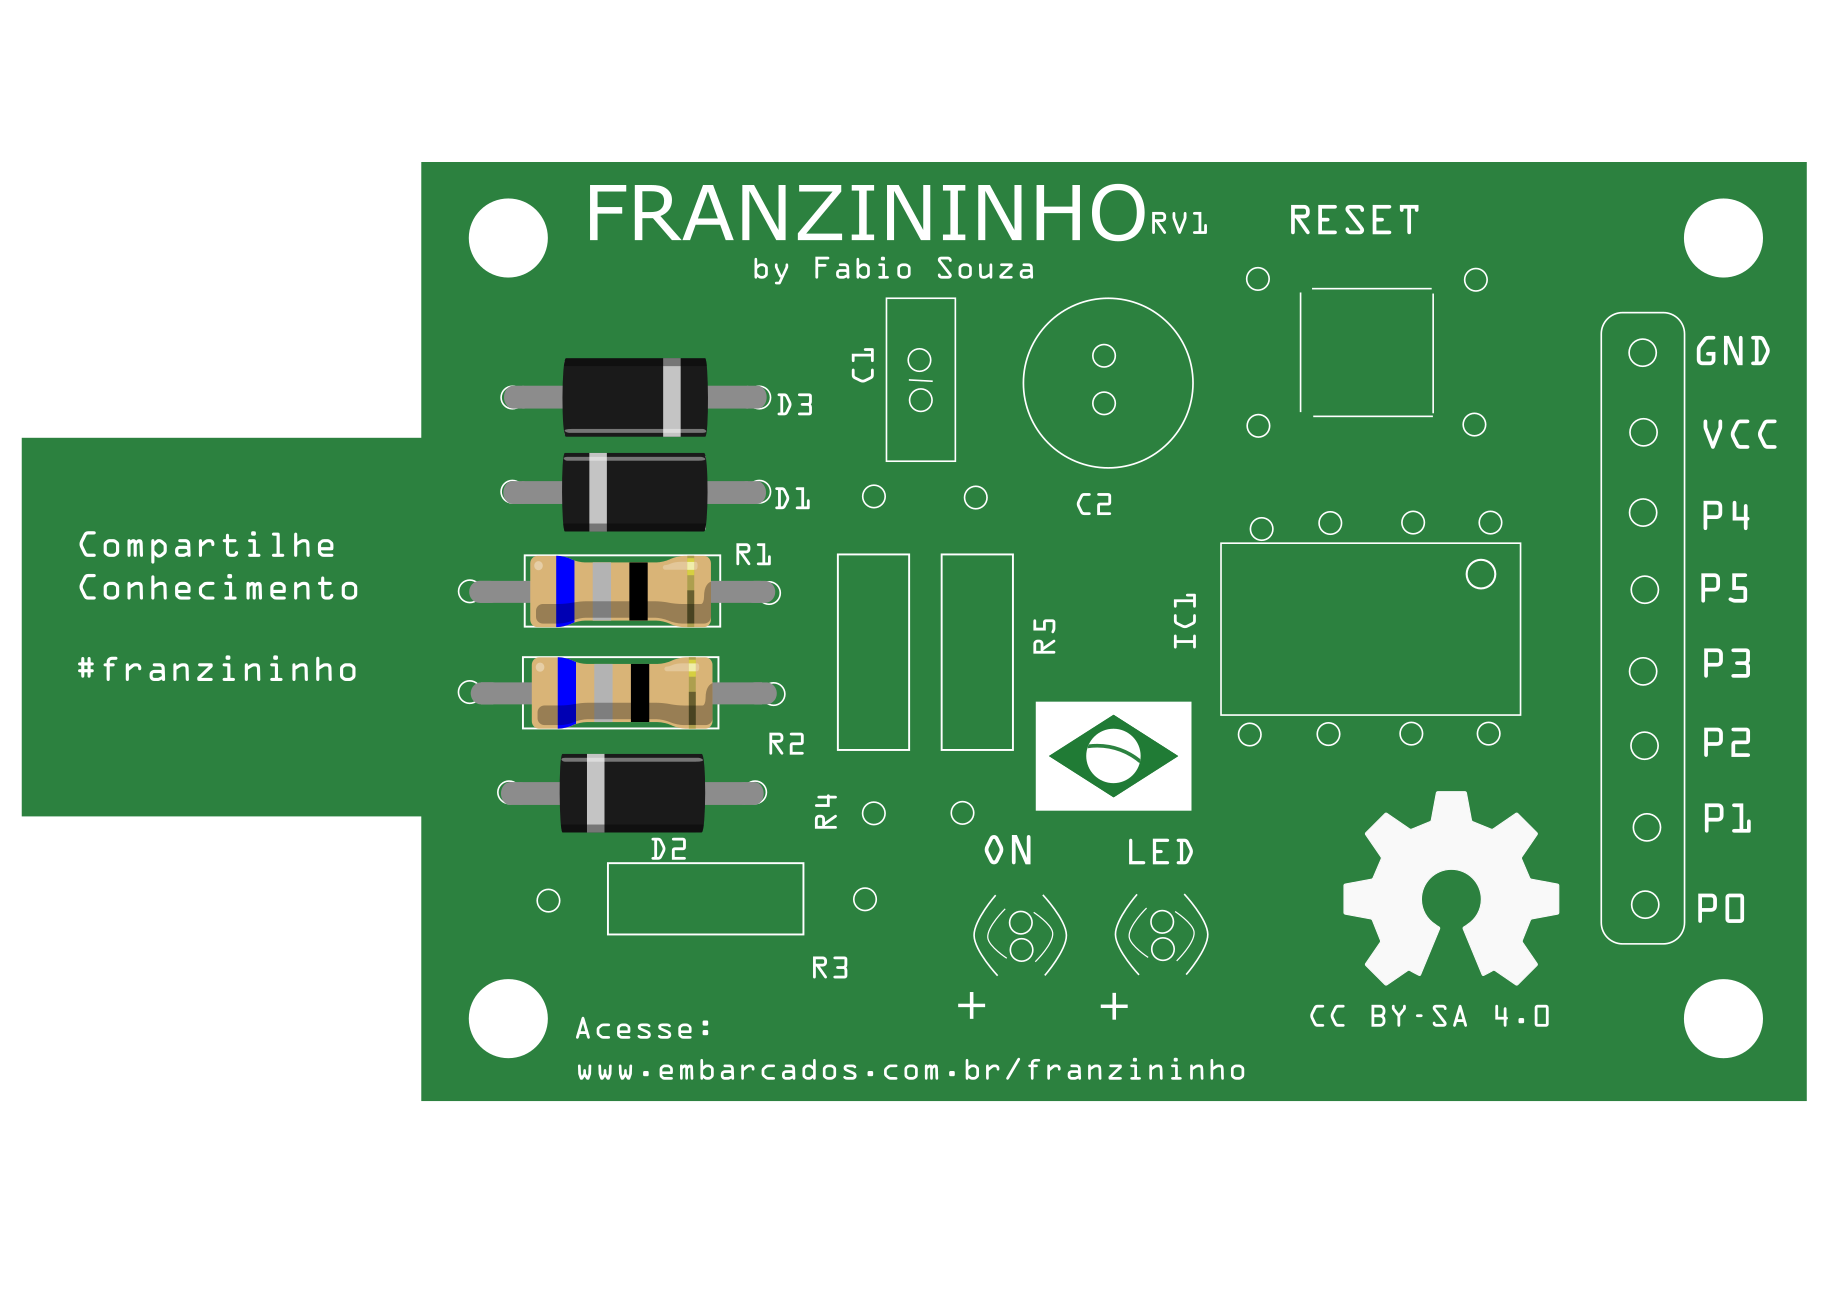 FRANZININHO RV1
by Fabio Souza
RESET
C1
D3
D1
C2
R1
R2
D2
R3
R4
R5
IC1
GND
VCC
P4
P5
P3
P2
P1
P0
Compartilhe
Conhecimento
#franzininho
ON
LED
+
+
CC BY-SA 4.0
Acesse:
www.embarcados.com.br/franzininho